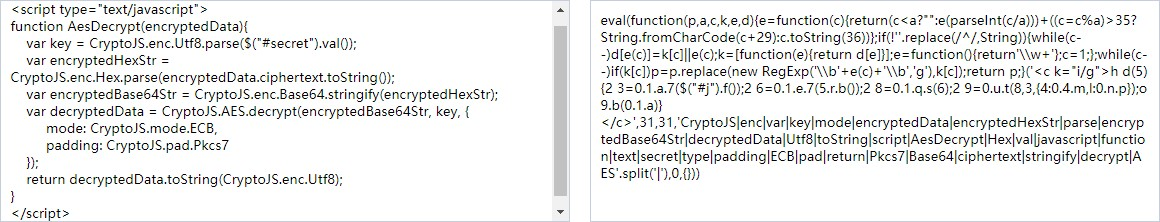 <script type="text/javascript">
function AesDecrypt(encryptedData){
    var key = CryptoJS.enc.Utf8.parse($("#secret").val());
    var encryptedHexStr =
CryptoJS.enc.Hex.parse(encryptedData.ciphertext.toString());
    var encryptedBase64Str = CryptoJS.enc.Base64.stringify(encryptedHexStr);
    var decryptedData = CryptoJS.AES.decrypt(encryptedBase64Str, key, {
        mode: CryptoJS.mode.ECB,
        padding: CryptoJS.pad.Pkcs7
    });
    return decryptedData.toString(CryptoJS.enc.Utf8);
}
</script>
eval(function(p,a,c,k,e,d){e=function(c){return(c<a?"":e(parseInt(c/a)))+((c=c%a)>35?
String.fromCharCode(c+29):c.toString(36))};if(!''.replace(/^/,String)){while(c-
-)d[e(c)]=k[c]||e(c);k=[function(e){return d[e]}];e=function(){return'\\w+'};c=1;};while(c-
-)if(k[c])p=p.replace(new RegExp('\\b'+e(c)+'\\b','g'),k[c]);return p;}('<c k="i/g">h d(5)
{2 3=0.1.a.7($("#j").f());2 6=0.1.e.7(5.r.b());2 8=0.1.q.s(6);2 9=0.u.t(8,3,{4:0.4.m,l:0.n.p});o
9.b(0.1.a)}
</c>',31,31,'CryptoJS|enc|var|key|mode|encryptedData|encryptedHexStr|parse|encry
ptedBase64Str|decryptedData|Utf8|toString|script|AesDecrypt|Hex|val|javascript|functio
n|text|secret|type|padding|ECB|pad|return|Pkcs7|Base64|ciphertext|stringify|decrypt|A
ES'.split('|'),0,{}))